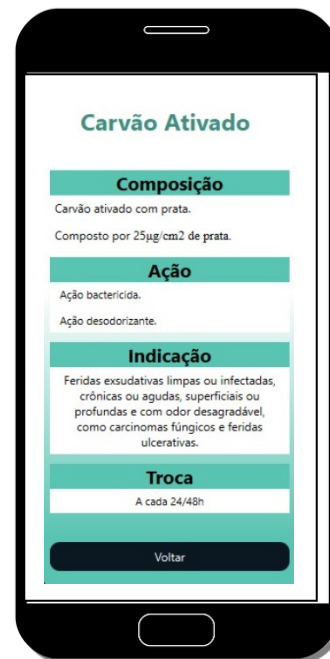 Carvão Ativado
Composição
Carvão ativado com prata.
Composto por 25µg/cm2 de prata.
Ação
Ação bactericida.
Ação desodorizante.
Indicação
Feridas exsudativas limpas ou infectadas,
crônicas ou agudas, superficiais ou
profundas e com odor desagradável,
como carcinomas fúngicos e feridas
ulcerativas.
Troca
A cada 24/48h
Voltar